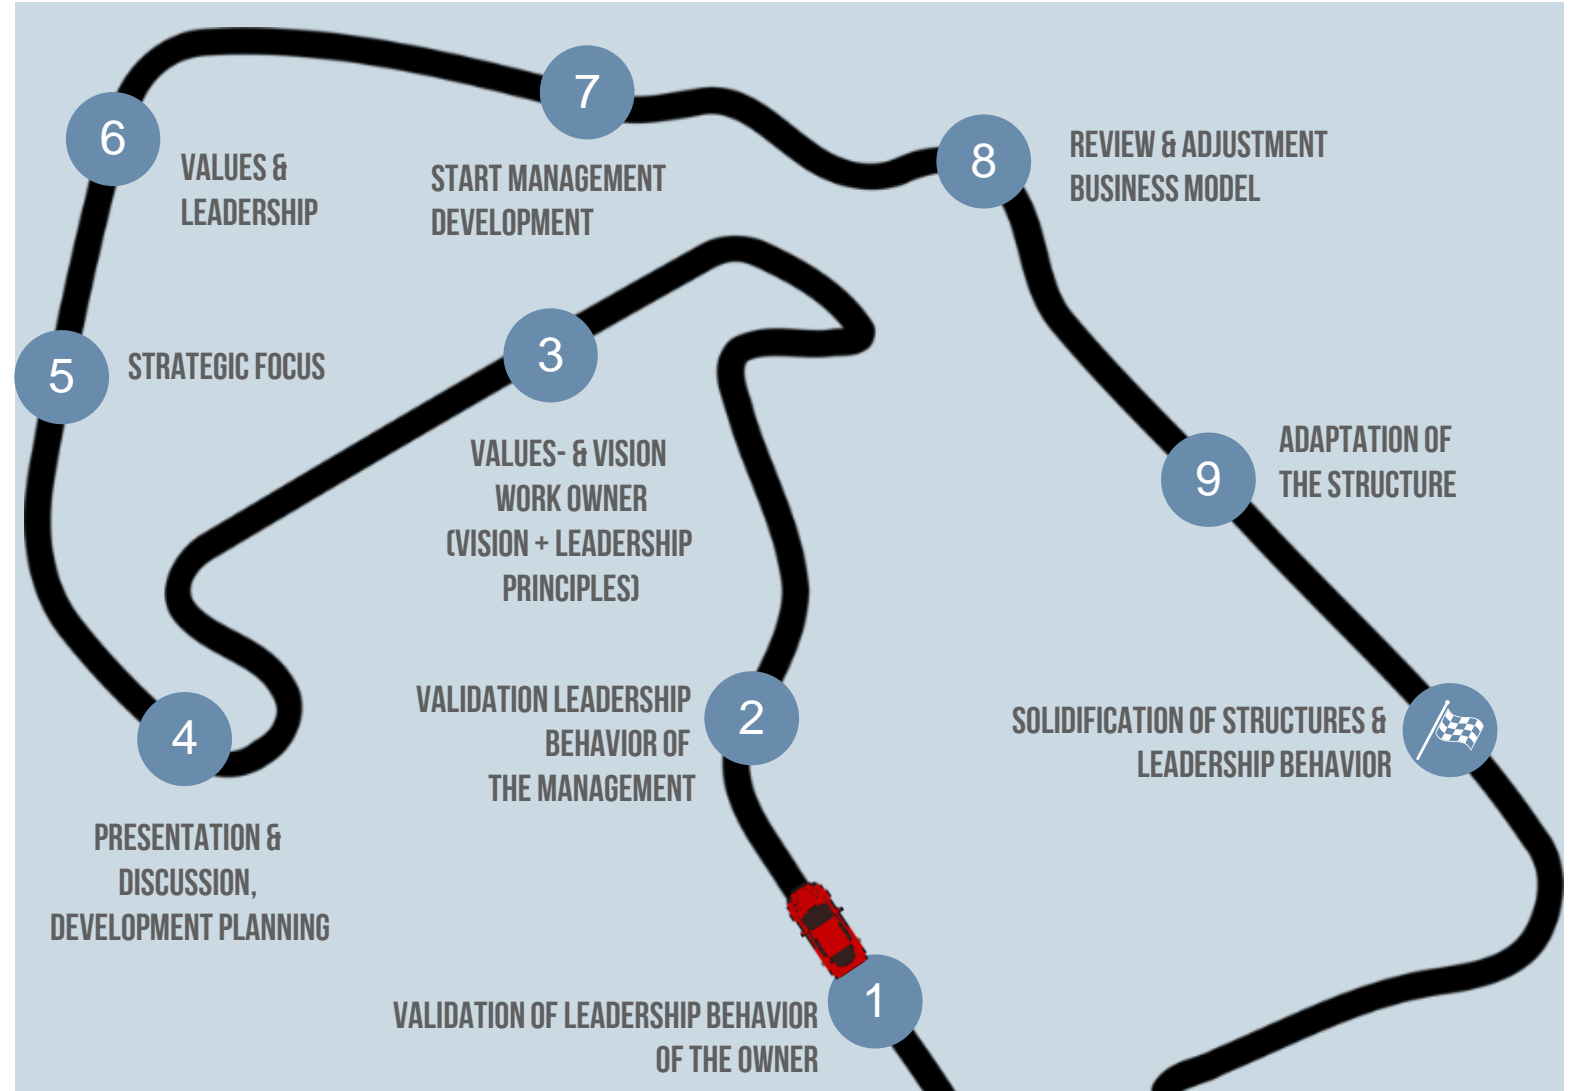 7
6
VALUES &
LEADERSHIP
START MANAGEMENT
DEVELOPMENT
8
REVIEW & ADJUSTMENT
BUSINESS MODEL
5
STRATEGIC FOCUS
3
VALUES- & VISION
WORK OWNER
(VISION + LEADERSHIP
PRINCIPLES)
9
ADAPTATION OF
THE STRUCTURE
4
PRESENTATION &
DISCUSSION,
DEVELOPMENT PLANNING
2
VALIDATION LEADERSHIP
BEHAVIOR OF
THE MANAGEMENT
SOLIDIFICATION OF STRUCTURES &
LEADERSHIP BEHAVIOR
1
VALIDATION OF LEADERSHIP BEHAVIOR
OF THE OWNER